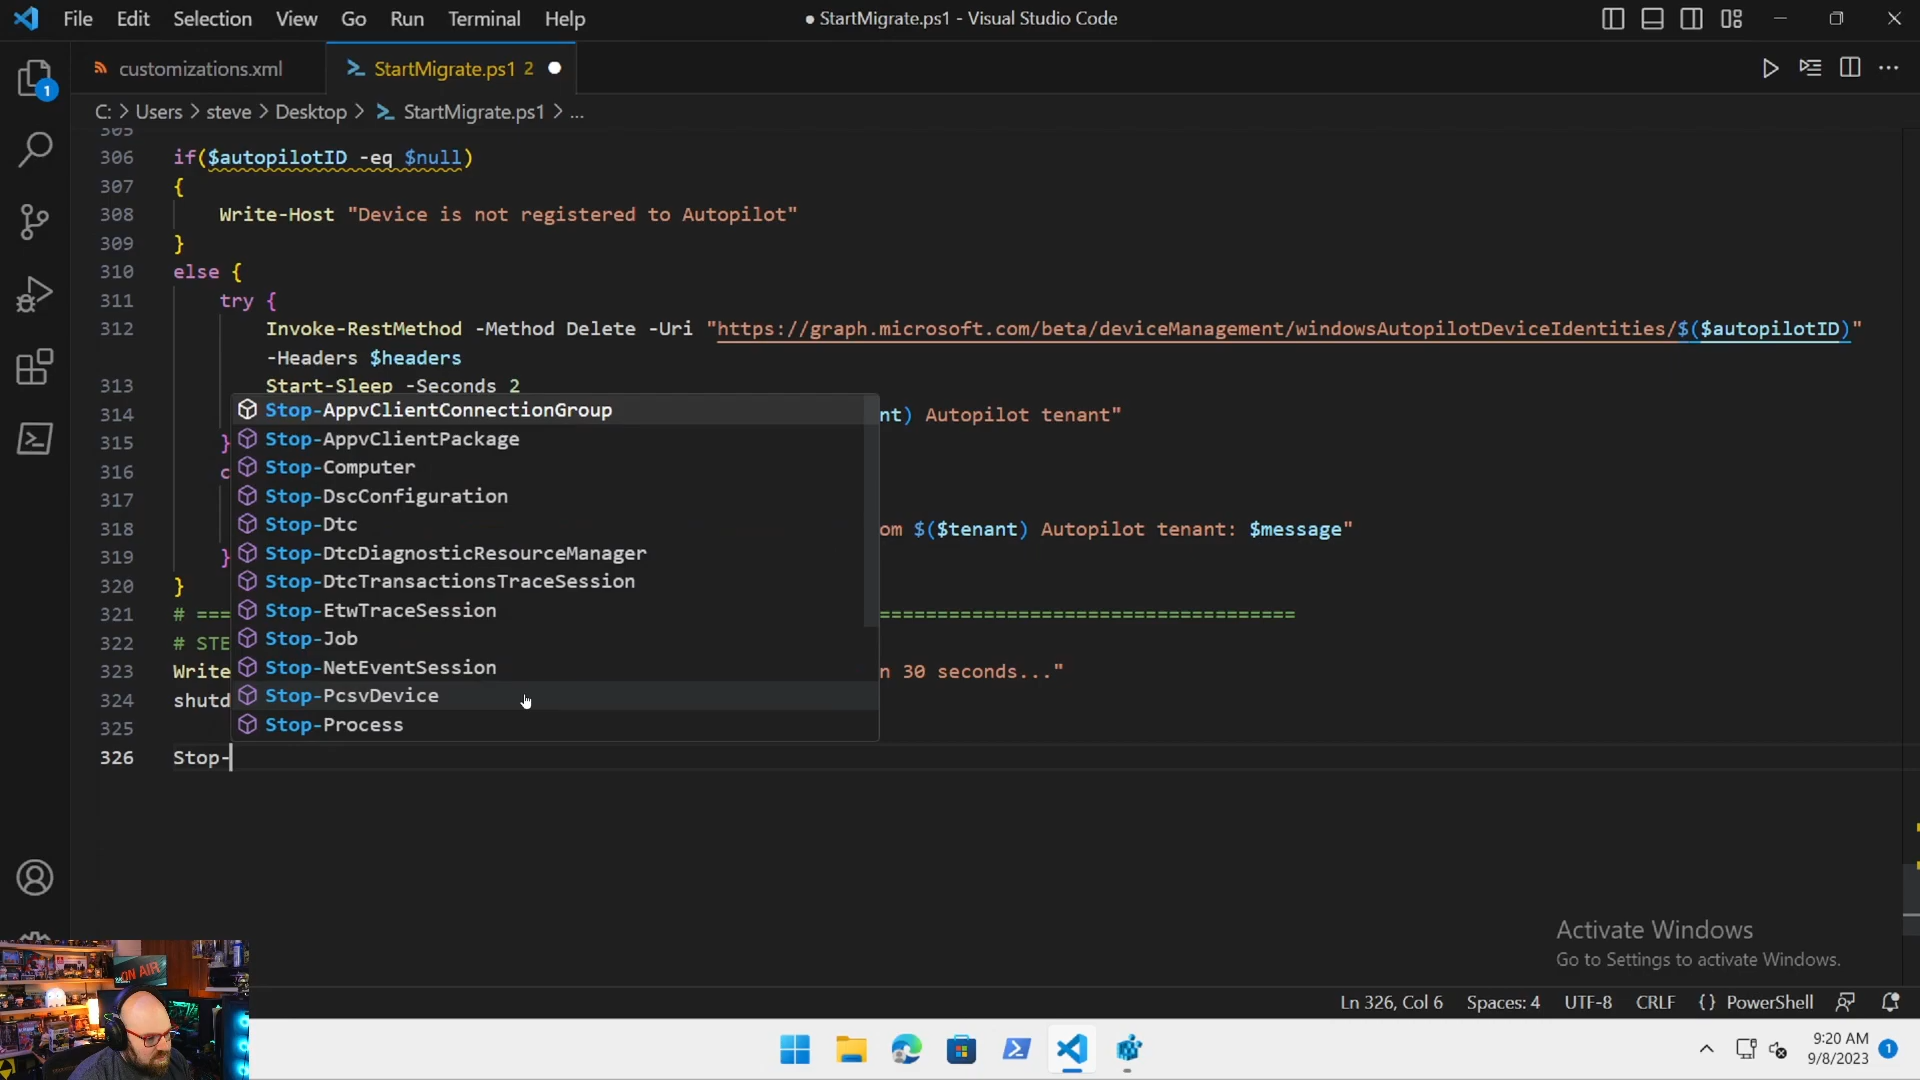 File Edit Selection View Go Run Terminal Help
● StartMigrate.ps1 - Visual Studio Code
customizations.xml
StartMigrate.ps1 2
1
C: > Users > steve > Desktop > StartMigrate.ps1 > ...
305
306 if($autopilotID -eq $null)
307 {
308 Write-Host "Device is not registered to Autopilot"
309 }
310 else {
311 try {
312 Invoke-RestMethod -Method Delete -Uri "https://graph.microsoft.com/beta/deviceManagement/windowsAutopilotDeviceIdentities/$($autopilotID)"
-Headers $headers
313 Start-Sleep -Seconds 2
314 nt) Autopilot tenant"
315 }
316 c
317
318 om $($tenant) Autopilot tenant: $message"
319 }
320 }
321 # ==== ====================================
322 # STE
323 Write n 30 seconds..."
324 shutd
325
326 Stop-
Stop-AppvClientConnectionGroup
Stop-AppvClientPackage
Stop-Computer
Stop-DscConfiguration
Stop-Dtc
Stop-DtcDiagnosticResourceManager
Stop-DtcTransactionsTraceSession
Stop-EtwTraceSession
Stop-Job
Stop-NetEventSession
Stop-PcsvDevice
Stop-Process
Activate Windows
Go to Settings to activate Windows.
ON AIR
Ln 326, Col 6 Spaces: 4 UTF-8 CRLF {} PowerShell
9:20 AM
9/8/2023
1